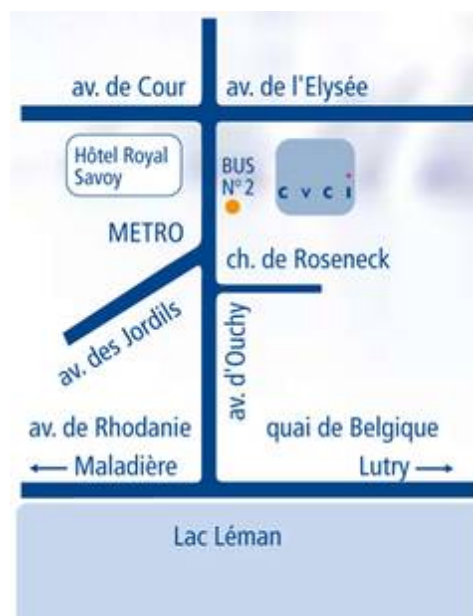 av. de Cour
av. de l'Elysée
Hôtel Royal
Savoy
BUS
N° 2
C V C I
METRO
ch. de Roseneck
av. des Jordils
av. d'Ouchy
av. de Rhodanie
quai de Belgique
← Maladière
Lutry →
Lac Léman